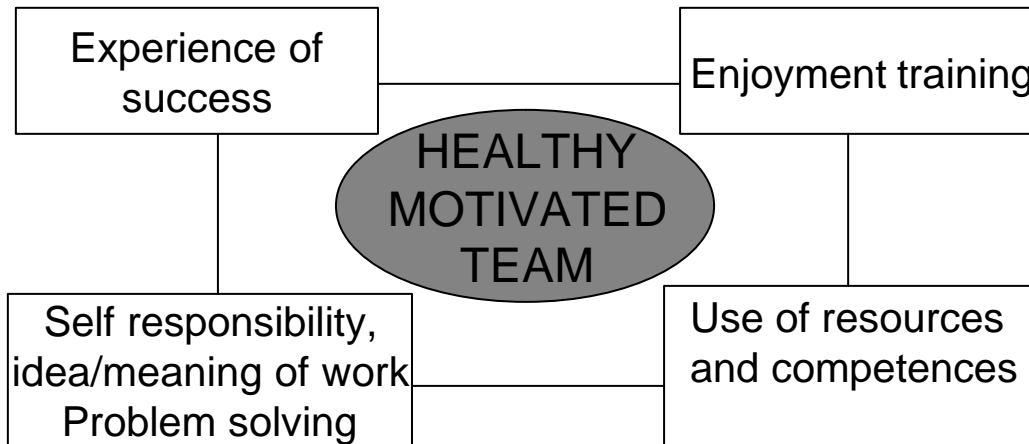 Experience of
success
Enjoyment training
HEALTHY
MOTIVATED
TEAM
Self responsibility,
idea/meaning of work
Problem solving
Use of resources
and competences